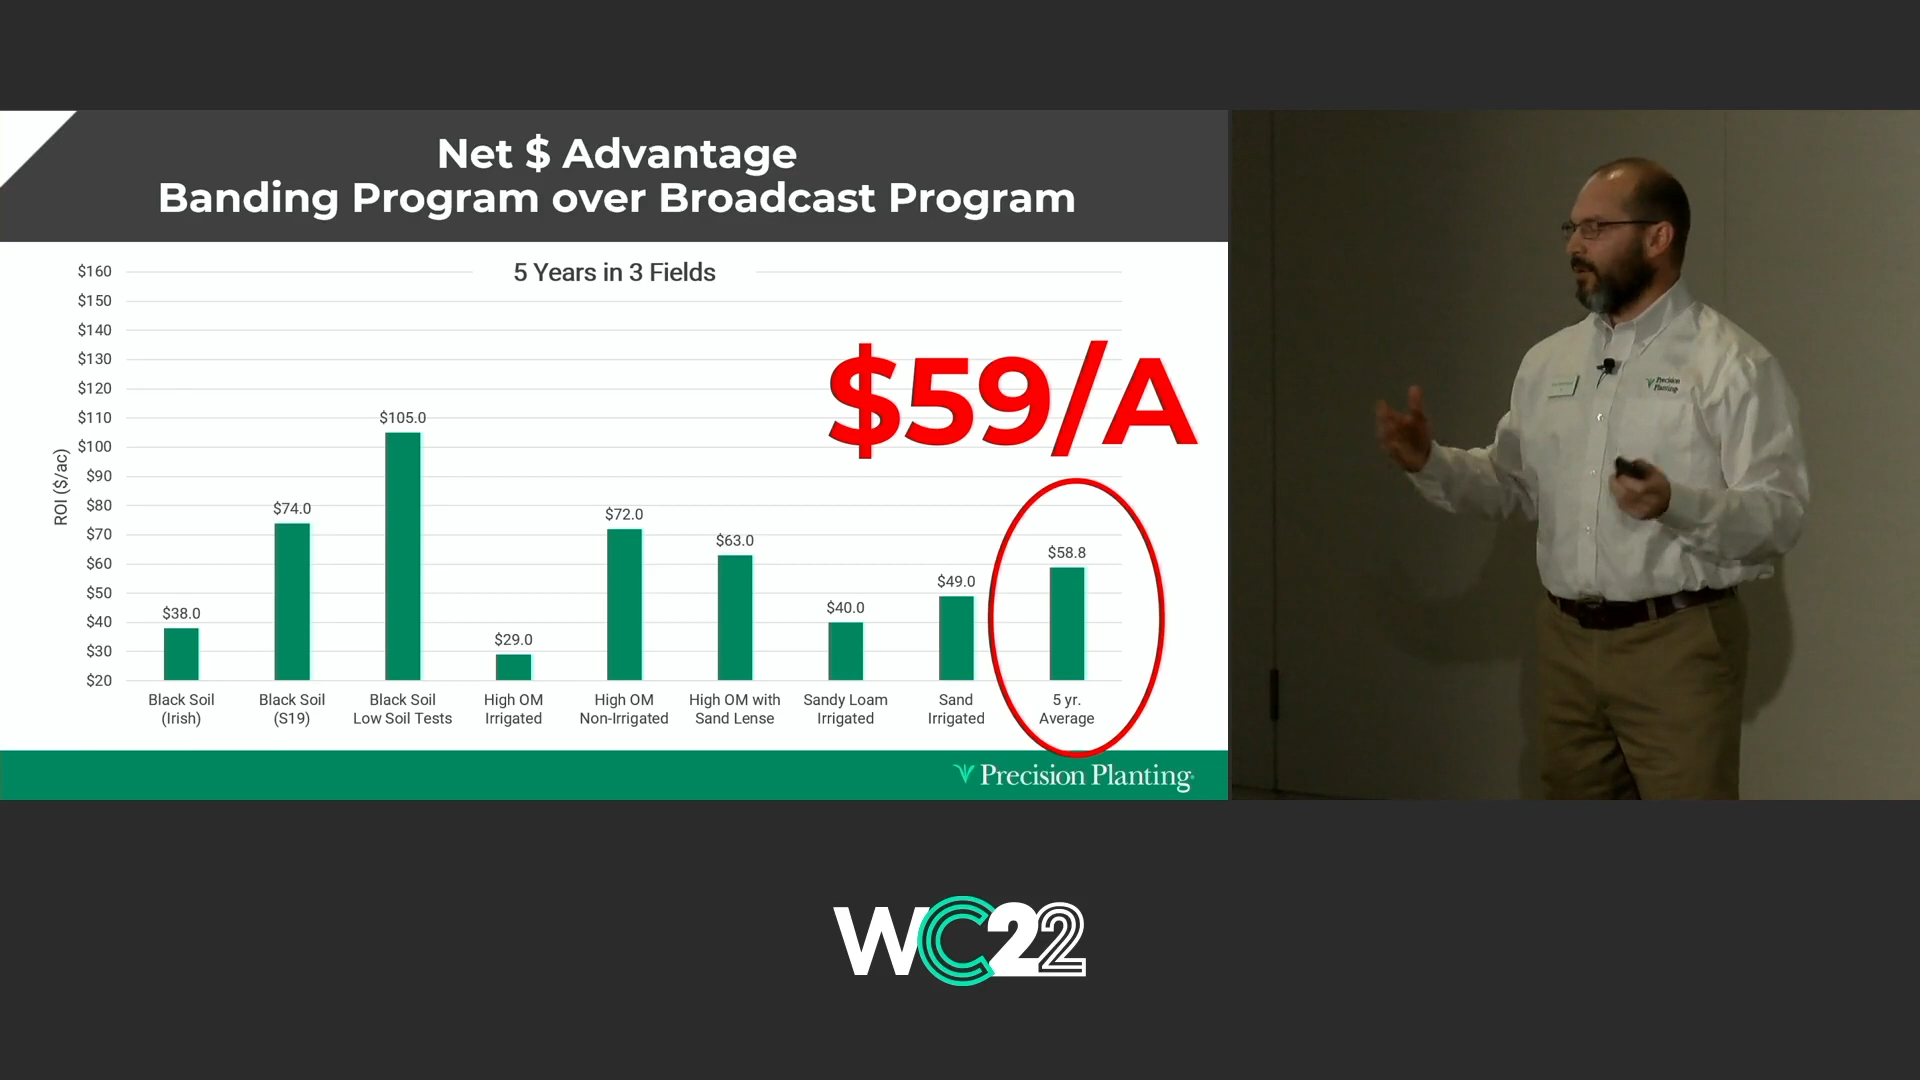 Net $ Advantage
Banding Program over Broadcast Program
5 Years in 3 Fields
$59/A
ROI ($/ac)
$160
$150
$140
$130
$120
$110
$100
$90
$80
$70
$60
$50
$40
$30
$20
$38.0
$74.0
$105.0
$29.0
$72.0
$63.0
$40.0
$49.0
$58.8
Black Soil
(Irish)
Black Soil
(S19)
Black Soil
Low Soil Tests
High OM
Irrigated
High OM
Non-Irrigated
High OM with
Sand Lense
Sandy Loam
Irrigated
Sand
Irrigated
5 yr.
Average
Precision Planting
Precision
Planting
WC22